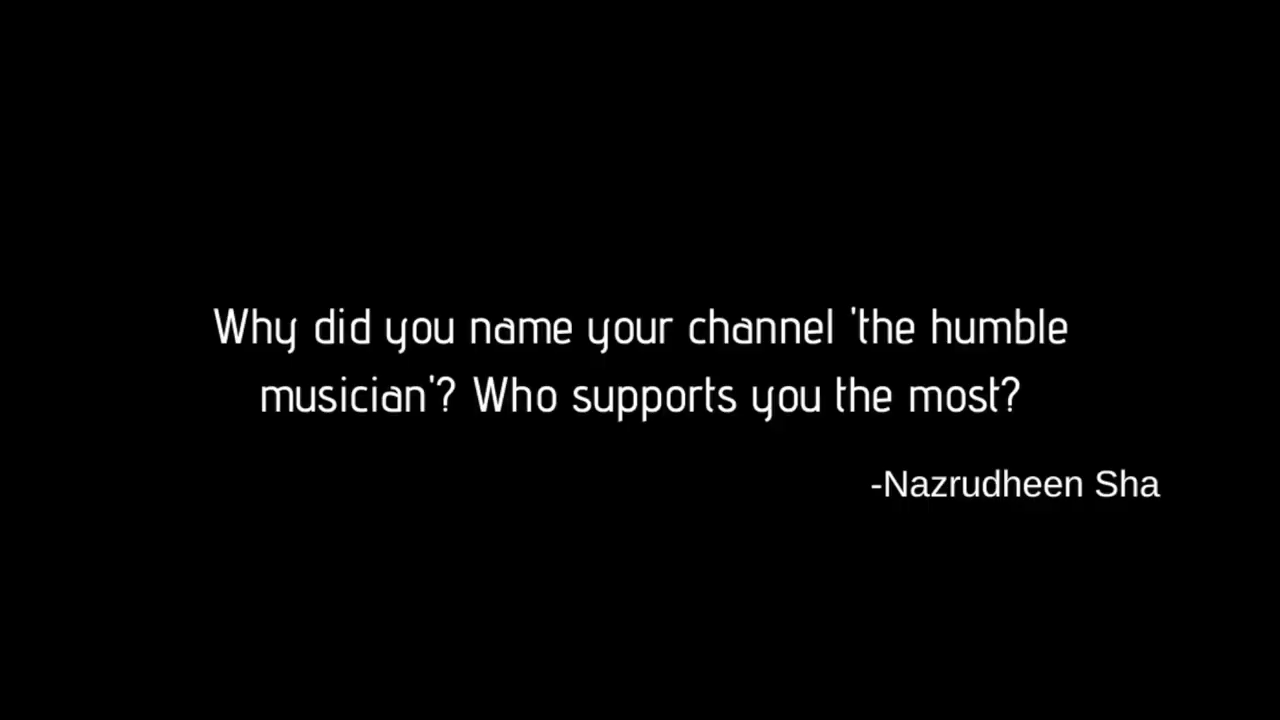 Why did you name your channel 'the humble
musician'? Who supports you the most?
-Nazrudheen Sha